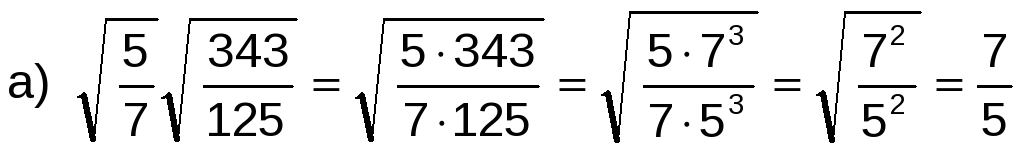 a) √(5/7) √(343/125) = √((5 · 343)/(7 · 125)) = √((5 · 7³)/(7 · 5³)) = √(7²/5²) = 7/5